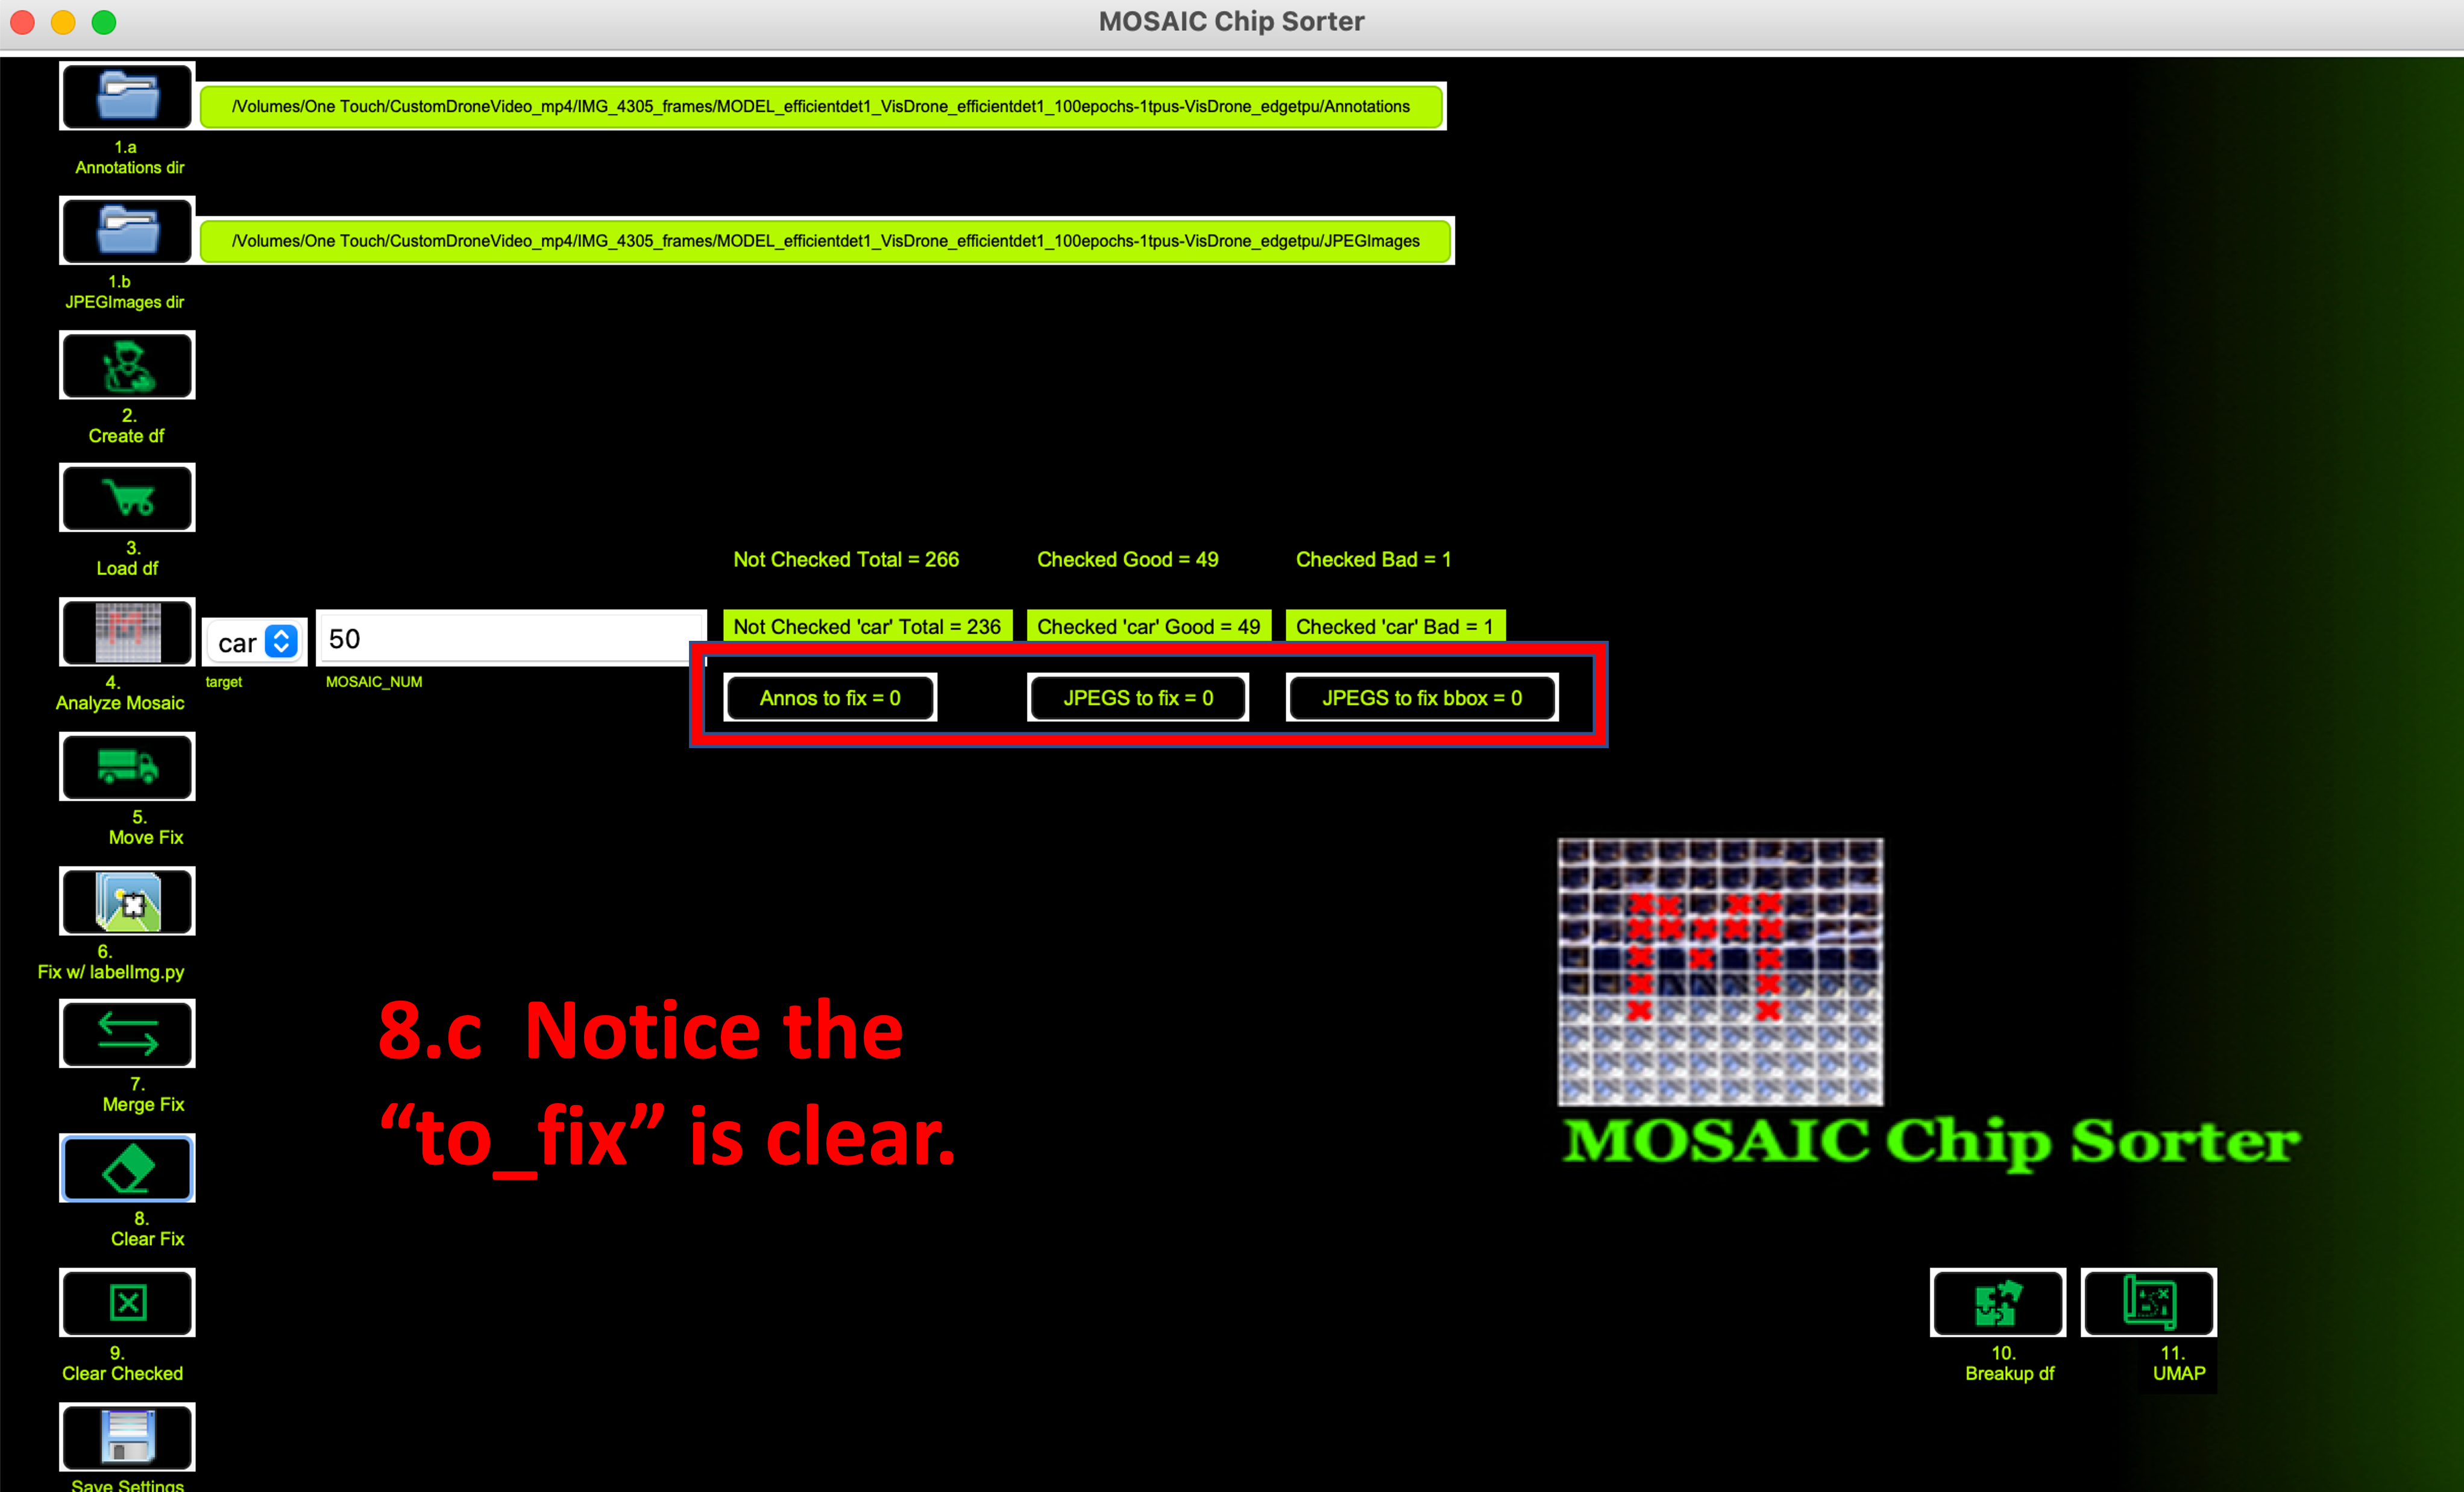 MOSAIC Chip Sorter
/Volumes/One Touch/CustomDroneVideo_mp4/IMG_4305_frames/MODEL_efficientdet1_VisDrone_efficientdet1_100epochs-1tpus-VisDrone_edgetpu/Annotations
1.a
Annotations dir
/Volumes/One Touch/CustomDroneVideo_mp4/IMG_4305_frames/MODEL_efficientdet1_VisDrone_efficientdet1_100epochs-1tpus-VisDrone_edgetpu/JPEGImages
1.b
JPEGImages dir
2.
Create df
3.
Load df
Not Checked Total = 266
Checked Good = 49
Checked Bad = 1
M
car
50
Not Checked 'car' Total = 236
Checked 'car' Good = 49
Checked 'car' Bad = 1
4.
Analyze Mosaic
target
MOSAIC_NUM
Annos to fix = 0
JPEGS to fix = 0
JPEGS to fix bbox = 0
5.
Move Fix
6.
Fix w/ labelImg.py
8.c Notice the
“to_fix” is clear.
7.
Merge Fix
MOSAIC Chip Sorter
8.
Clear Fix
9.
Clear Checked
10.
Breakup df
11.
UMAP
Save Settings